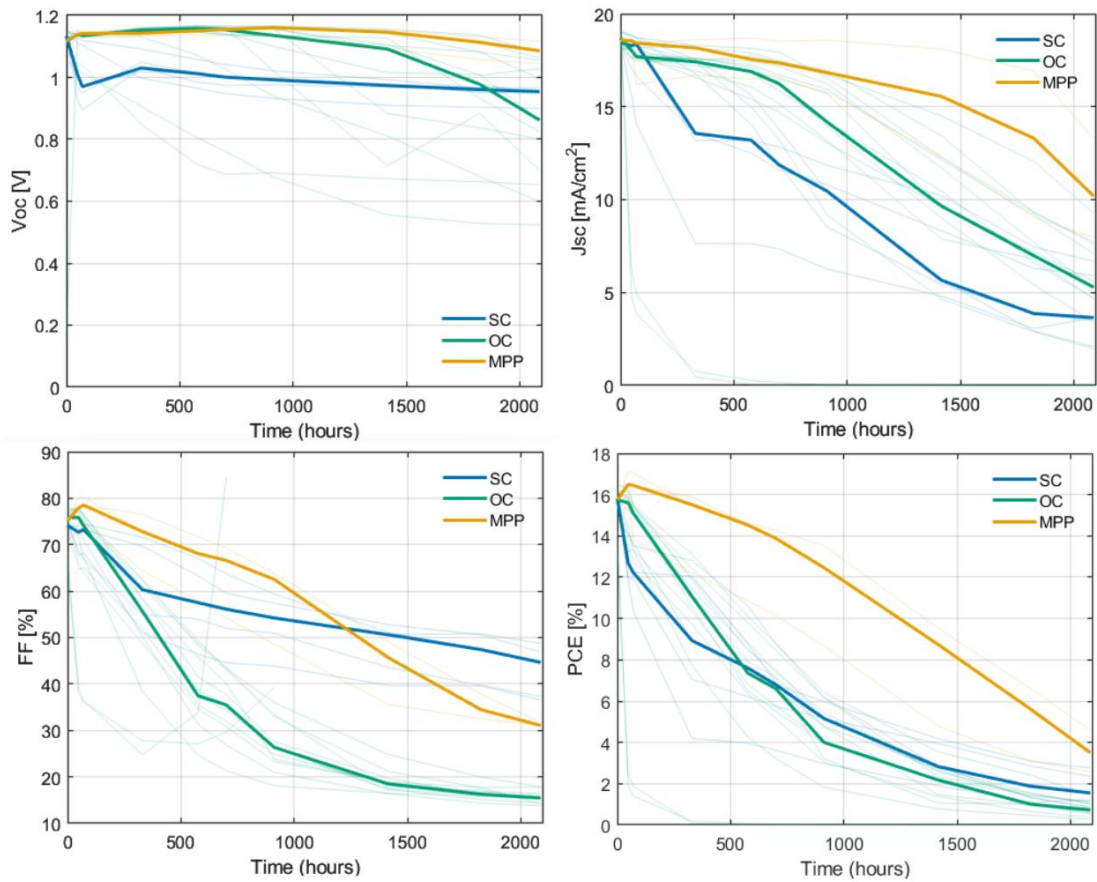 Voc [V]
1.2
1
0.8
0.6
0.4
0.2
0
SC
OC
MPP
0 500 1000 1500 2000
Time (hours)
Jsc [mA/cm²]
20
15
10
5
0
SC
OC
MPP
0 500 1000 1500 2000
Time (hours)
FF [%]
90
80
70
60
50
40
30
20
10
SC
OC
MPP
0 500 1000 1500 2000
Time (hours)
PCE [%]
18
16
14
12
10
8
6
4
2
0
SC
OC
MPP
0 500 1000 1500 2000
Time (hours)